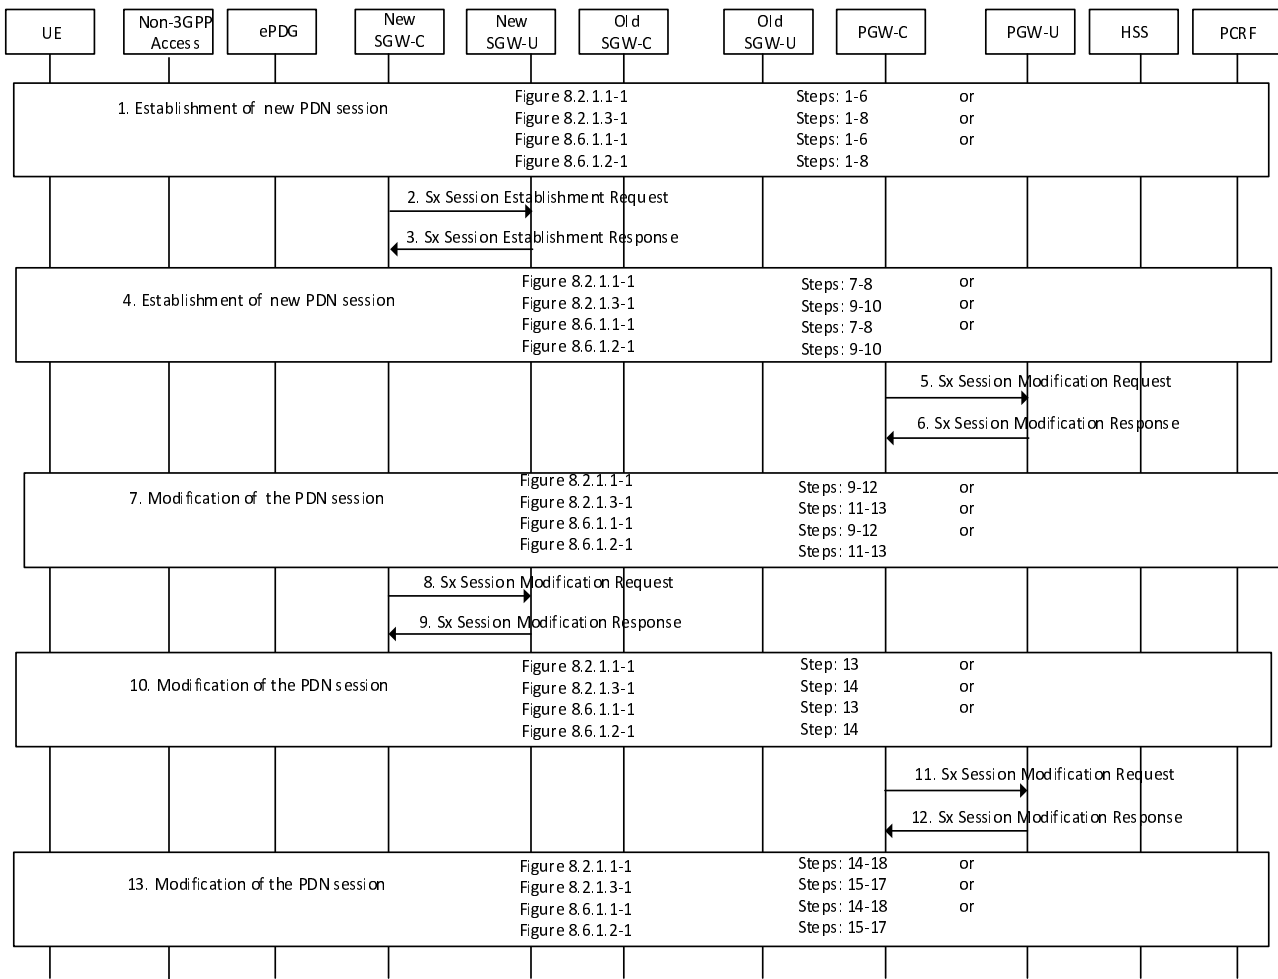 UE
Non-3GPP
Access
ePDG
New
SGW-C
New
SGW-U
Old
SGW-C
Old
SGW-U
PGW-C
PGW-U
HSS
PCRF
1. Establishment of new PDN session
Figure 8.2.1.1-1 Steps: 1-6 or
Figure 8.2.1.3-1 Steps: 1-8 or
Figure 8.6.1.1-1 Steps: 1-6 or
Figure 8.6.1.2-1 Steps: 1-8
2. Sx Session Establishment Request
3. Sx Session Establishment Response
4. Establishment of new PDN session
Figure 8.2.1.1-1 Steps: 7-8 or
Figure 8.2.1.3-1 Steps: 9-10 or
Figure 8.6.1.1-1 Steps: 7-8 or
Figure 8.6.1.2-1 Steps: 9-10
5. Sx Session Modification Request
6. Sx Session Modification Response
7. Modification of the PDN session
Figure 8.2.1.1-1 Steps: 9-12 or
Figure 8.2.1.3-1 Steps: 11-13 or
Figure 8.6.1.1-1 Steps: 9-12 or
Figure 8.6.1.2-1 Steps: 11-13
8. Sx Session Modification Request
9. Sx Session Modification Response
10. Modification of the PDN session
Figure 8.2.1.1-1 Step: 13 or
Figure 8.2.1.3-1 Step: 14 or
Figure 8.6.1.1-1 Step: 13 or
Figure 8.6.1.2-1 Step: 14
11. Sx Session Modification Request
12. Sx Session Modification Response
13. Modification of the PDN session
Figure 8.2.1.1-1 Steps: 14-18 or
Figure 8.2.1.3-1 Steps: 15-17 or
Figure 8.6.1.1-1 Steps: 14-18 or
Figure 8.6.1.2-1 Steps: 15-17